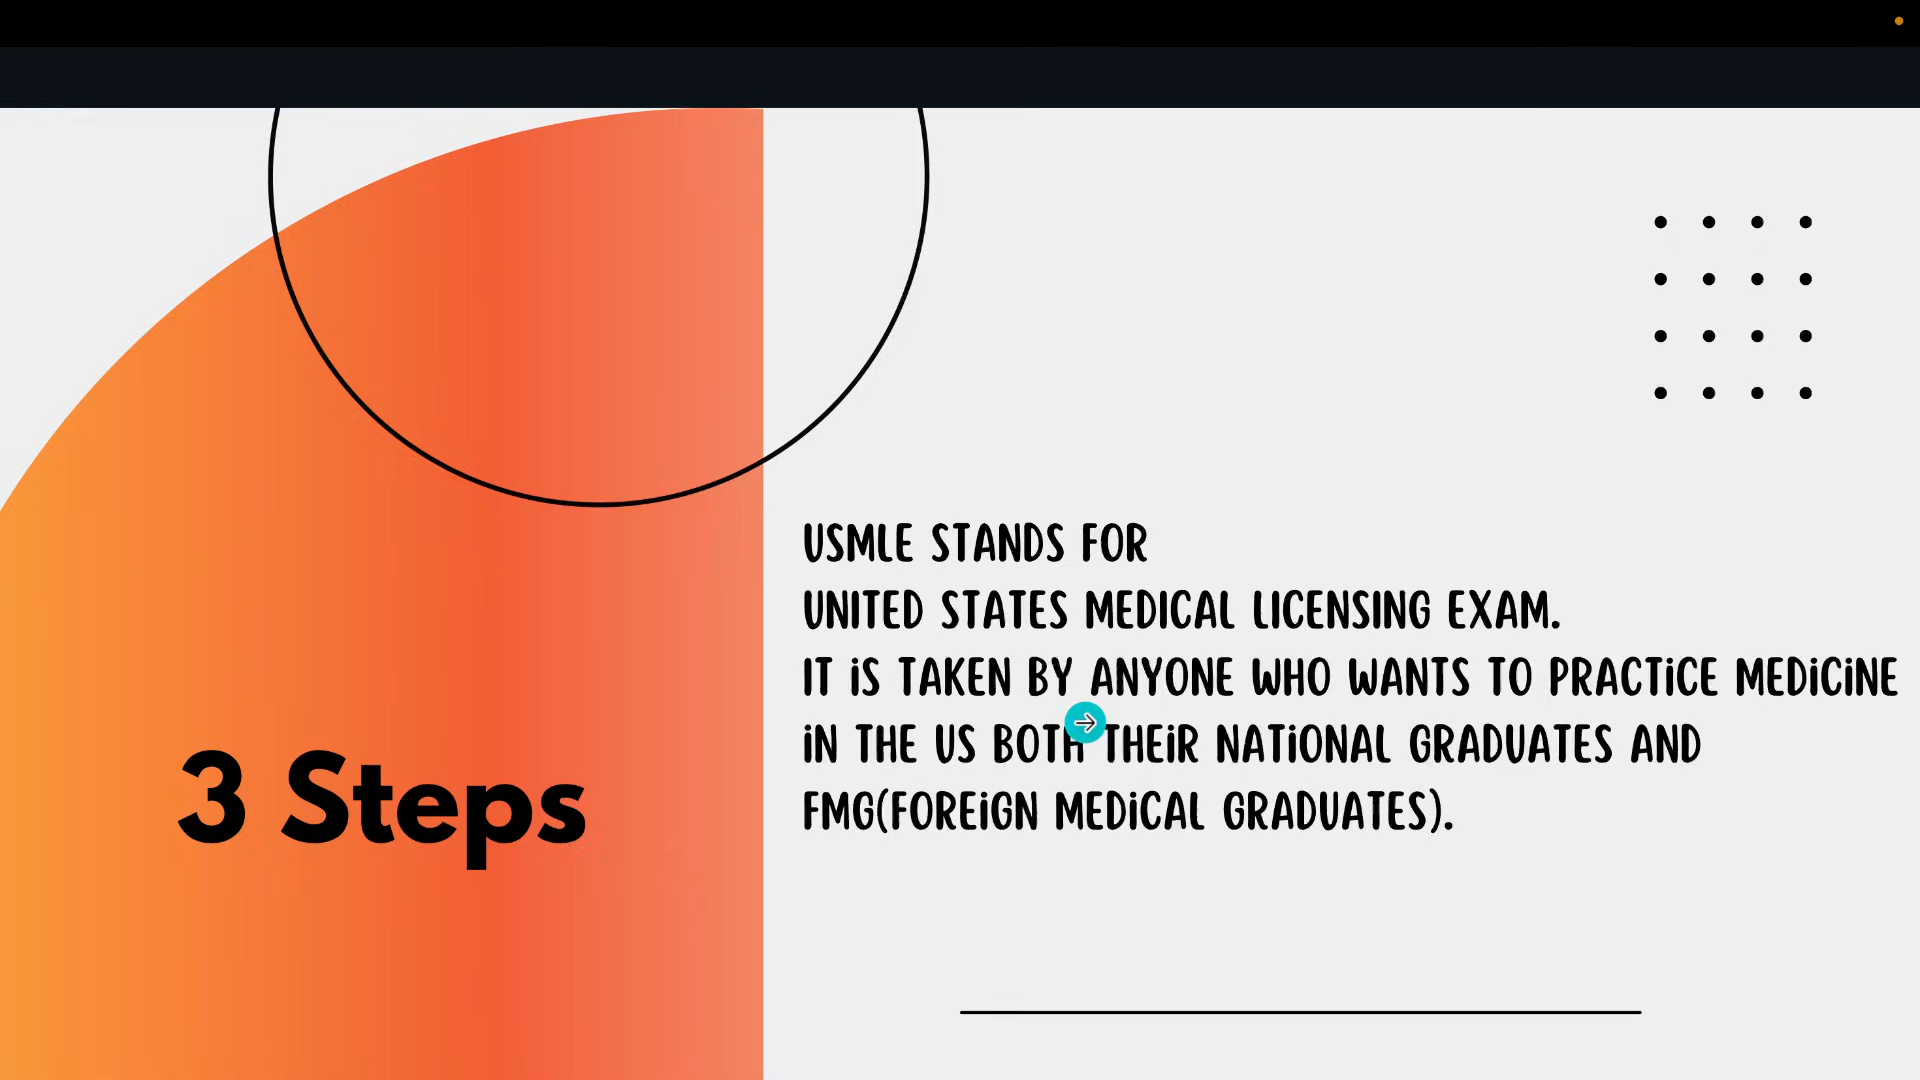 3 Steps
USMLE STANDS FOR
UNITED STATES MEDICAL LICENSING EXAM.
IT iS TAKEN BY ANYONE WHO WANTS TO PRACTiCE MEDiCiNE
iN THE US BOTH THEiR NATiONAL GRADUATES AND
FMG(FOREiGN MEDiCAL GRADUATES).